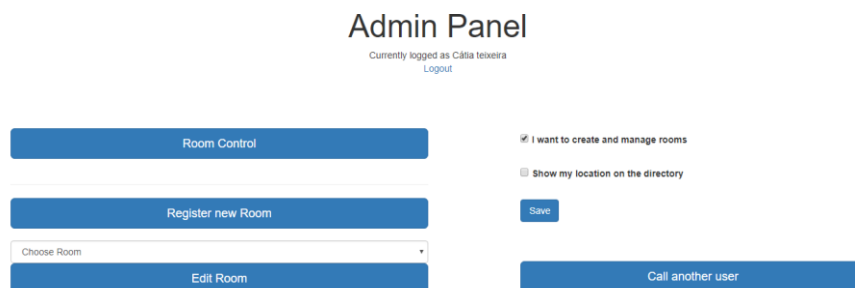 Admin Panel
Currently logged as Cátia teixeira
Logout
Room Control
Register new Room
Choose Room
Edit Room
I want to create and manage rooms
Show my location on the directory
Save
Call another user